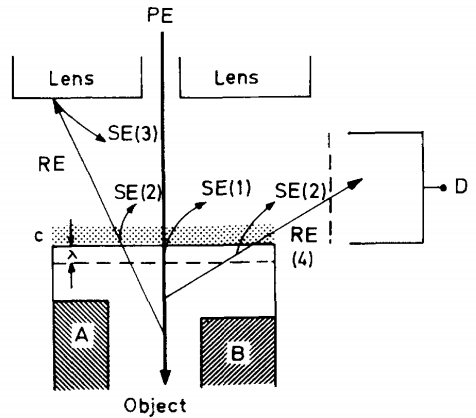 PE
Lens
Lens
SE(3)
RE
SE(2)
SE(1)
SE(2)
D
c
RE
(4)
λ
A
B
Object